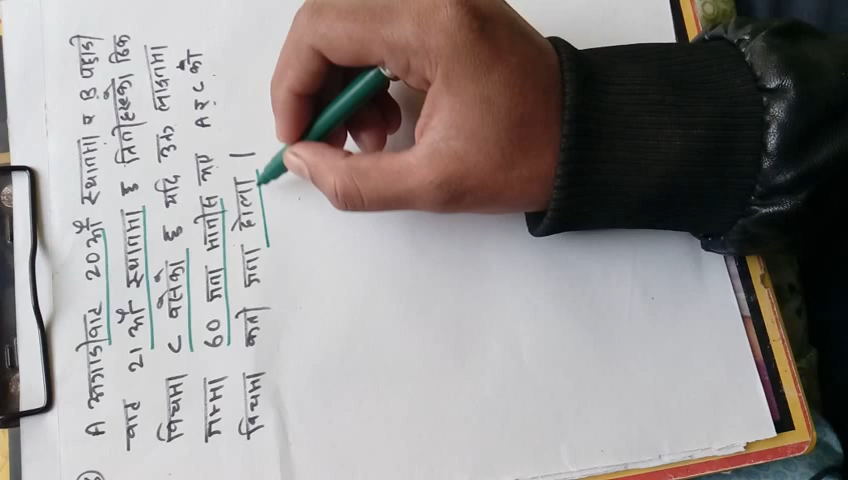 A अगाडीबाट 20औं स्थानमा व B पछाडी
बाट 21औं स्थानमा छ तिनीहरूको ठिक
विचमा C बसेको छ यदि उक्त लाइनमा
जम्मा 60 जना मानीस भए A र C को
विचमा कती जना होला ।